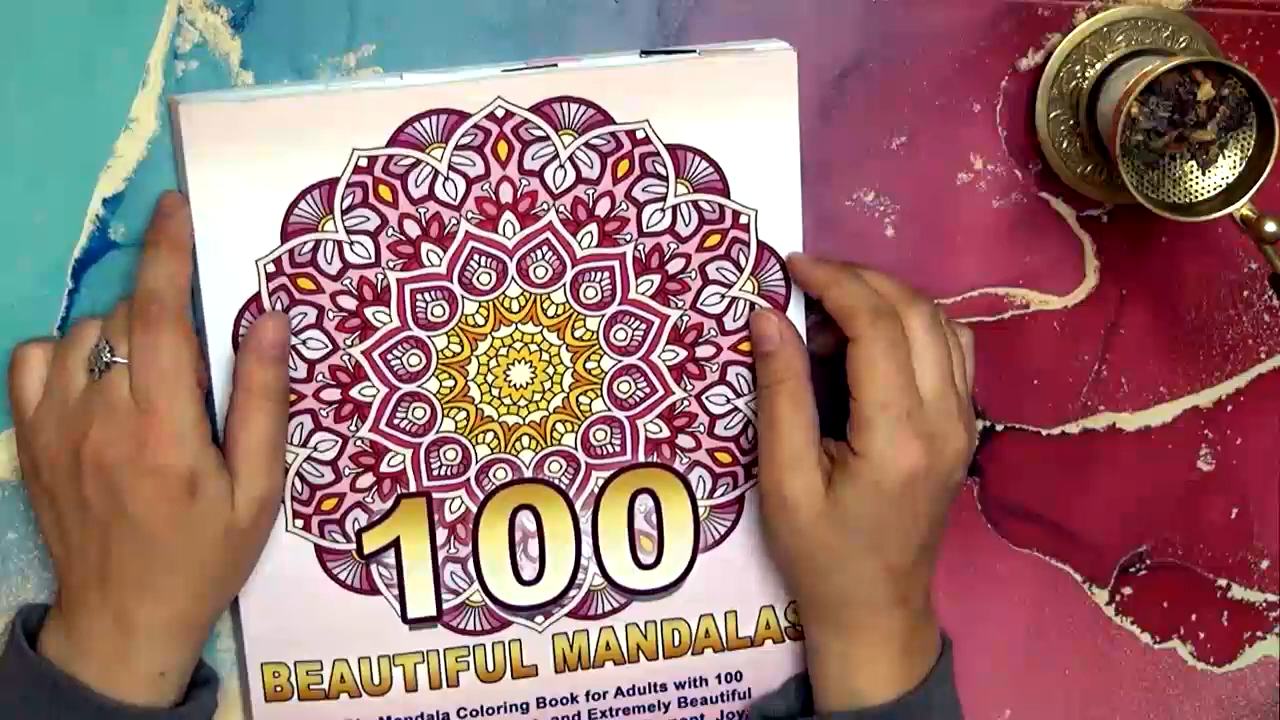 100
BEAUTIFUL MANDALAS
Mandala Coloring Book for Adults with 100
and Extremely Beautiful
Joy,